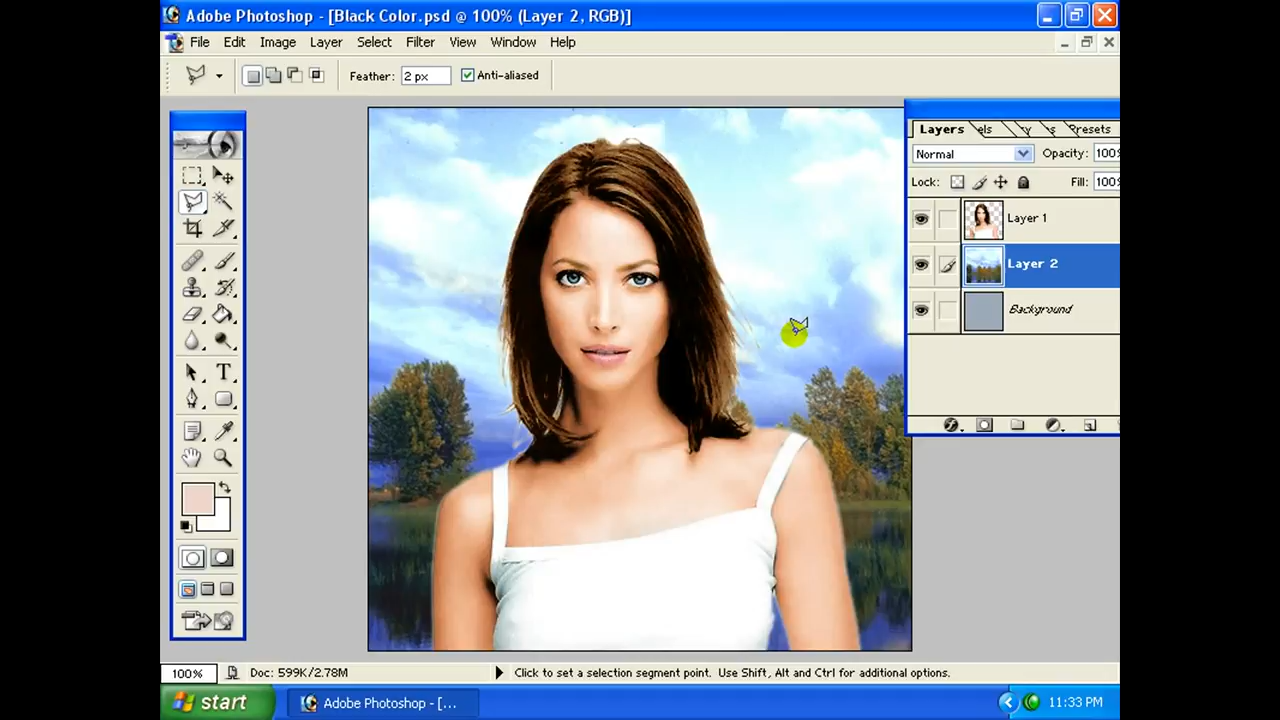 Adobe Photoshop - [Black Color.psd @ 100% (Layer 2, RGB)]
File Edit Image Layer Select Filter View Window Help
Feather: 2 px Anti-aliased
Layers els y s Presets
Normal Opacity: 100%
Lock: Fill: 100%
Layer 1
Layer 2
Background
T
100% Doc: 599K/2.78M Click to set a selection segment point. Use Shift, Alt and Ctrl for additional options.
start Adobe Photoshop - [... 11:33 PM